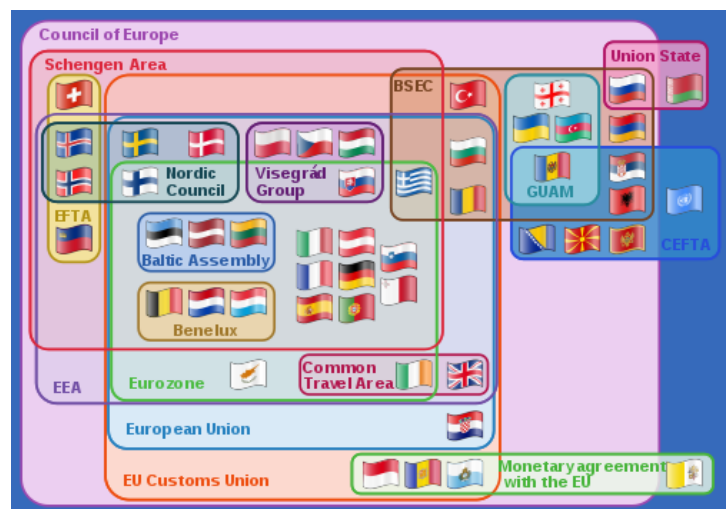 Council of Europe
Schengen Area
Union State
BSEC
Nordic
Council
Visegrád
Group
GUAM
EFTA
CEFTA
Baltic Assembly
Benelux
Common
Travel Area
Eurozone
EEA
European Union
EU Customs Union
Monetary agreement
with the EU